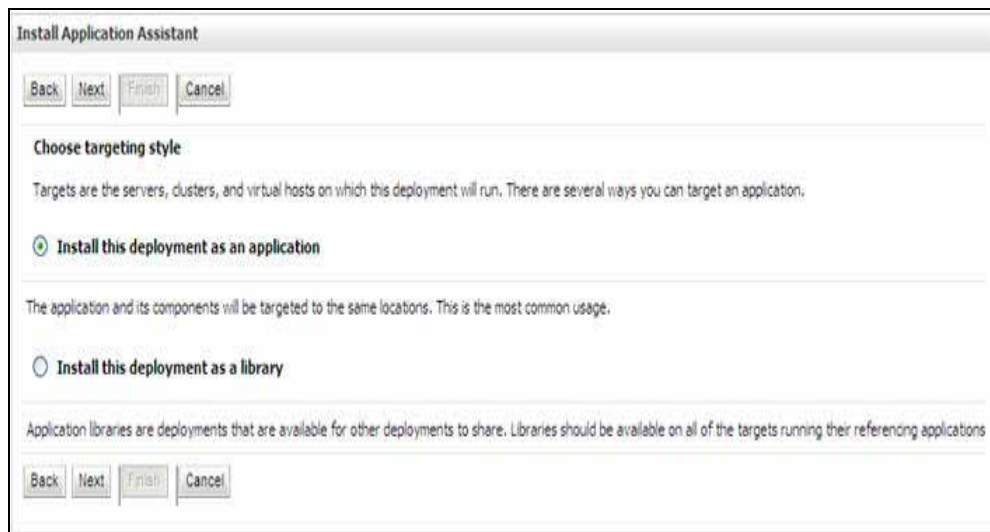 Install Application Assistant
Back Next Finish Cancel
Choose targeting style
Targets are the servers, clusters, and virtual hosts on which this deployment will run. There are several ways you can target an application.
Install this deployment as an application
The application and its components will be targeted to the same locations. This is the most common usage.
Install this deployment as a library
Application libraries are deployments that are available for other deployments to share. Libraries should be available on all of the targets running their referencing applications
Back Next Finish Cancel